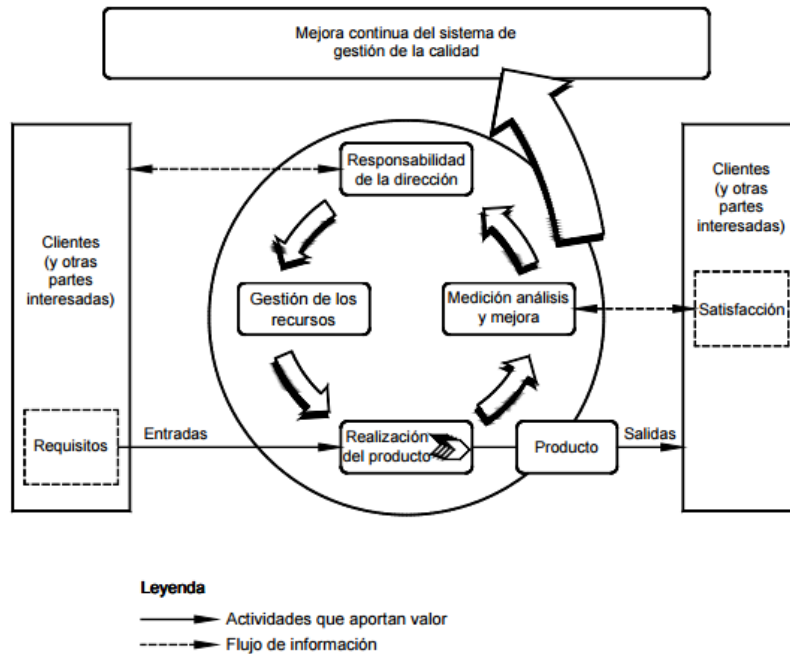 Mejora continua del sistema de
gestión de la calidad
Responsabilidad
de la dirección
Clientes
(y otras
partes
interesadas)
Clientes
(y otras
partes
interesadas)
Gestión de los
recursos
Medición análisis
y mejora
Satisfacción
Requisitos
Entradas
Realización
del producto
Producto
Salidas
Leyenda
Actividades que aportan valor
Flujo de información